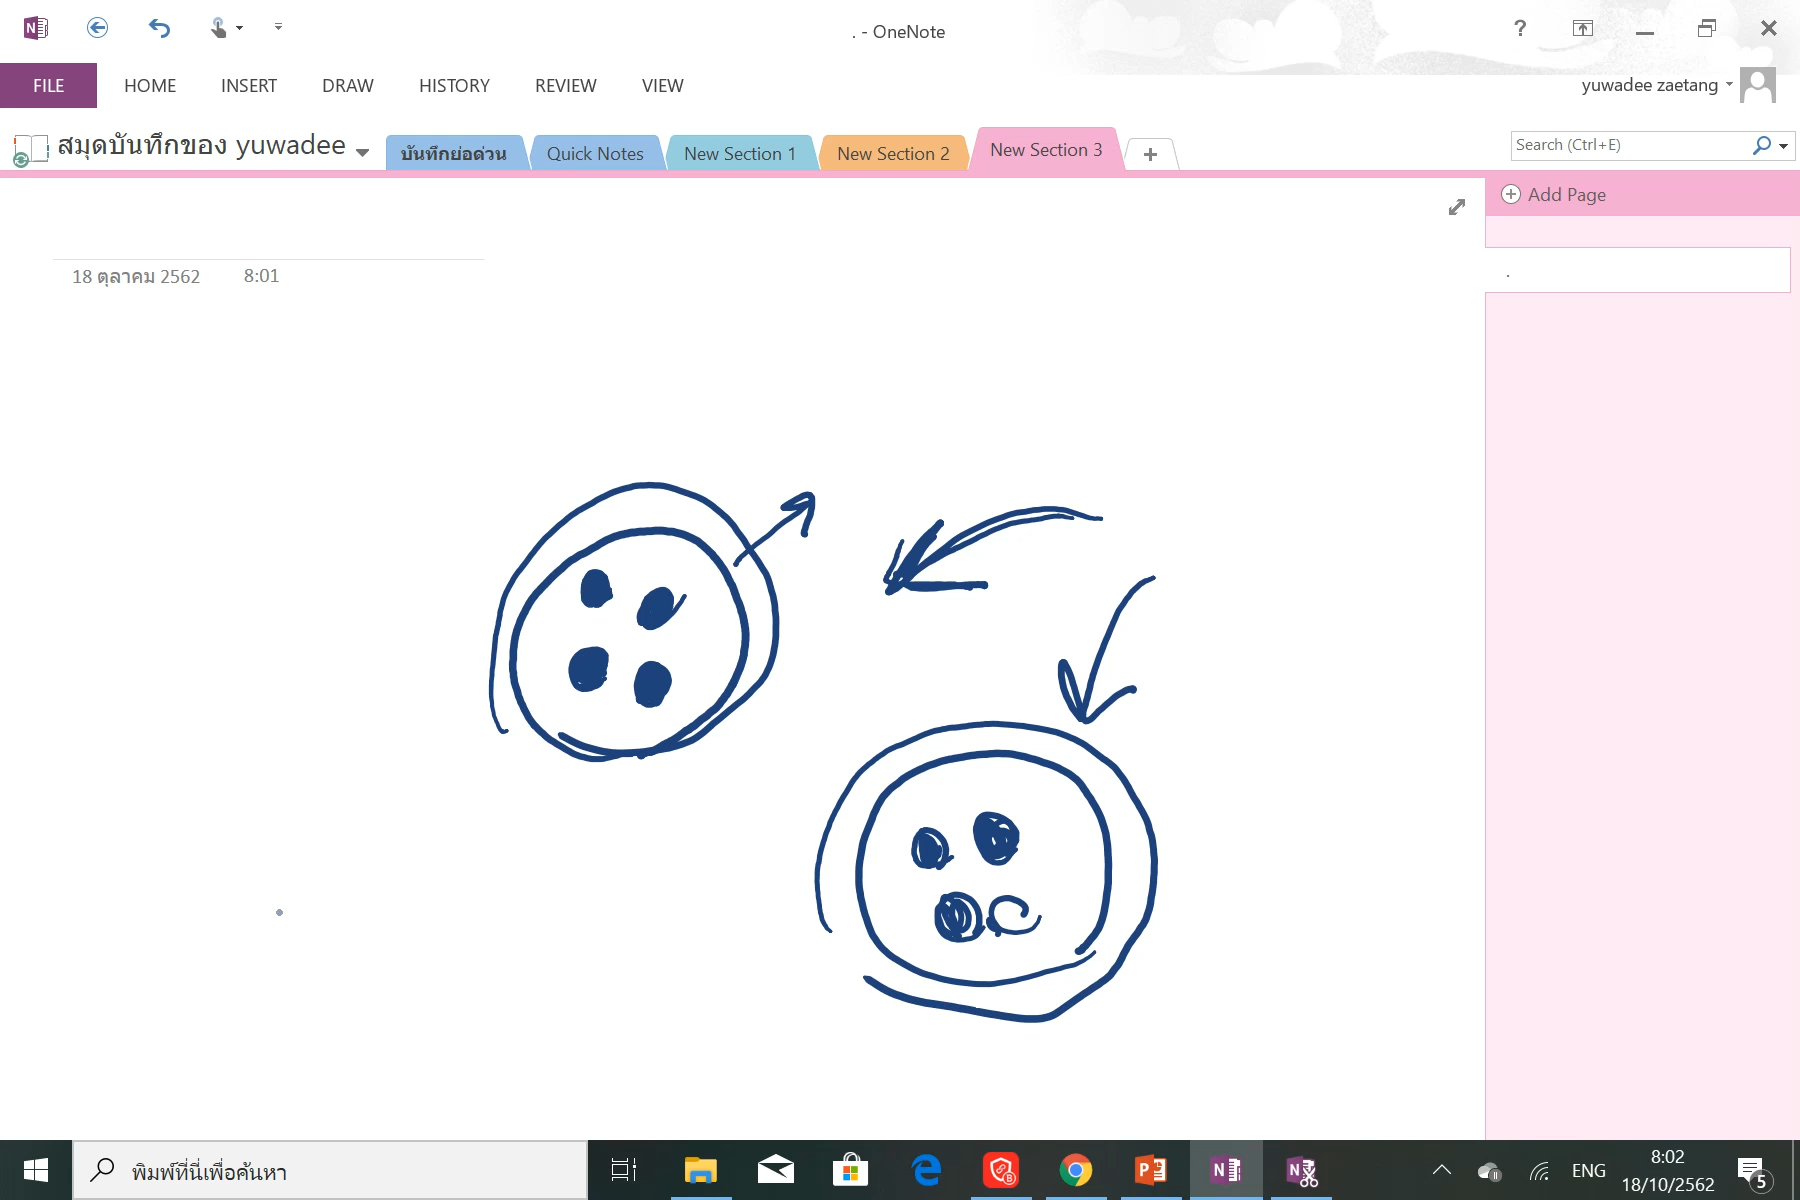 . - OneNote
?
FILE HOME INSERT DRAW HISTORY REVIEW VIEW
yuwadee zaetang
สมุดบันทึกของ yuwadee
บันทึกย่อด่วน Quick Notes New Section 1 New Section 2 New Section 3
Search (Ctrl+E)
Add Page
18 ตุลาคม 2562 8:01
.
พิมพ์ที่นี่เพื่อค้นหา
ENG
8:02
18/10/2562
5